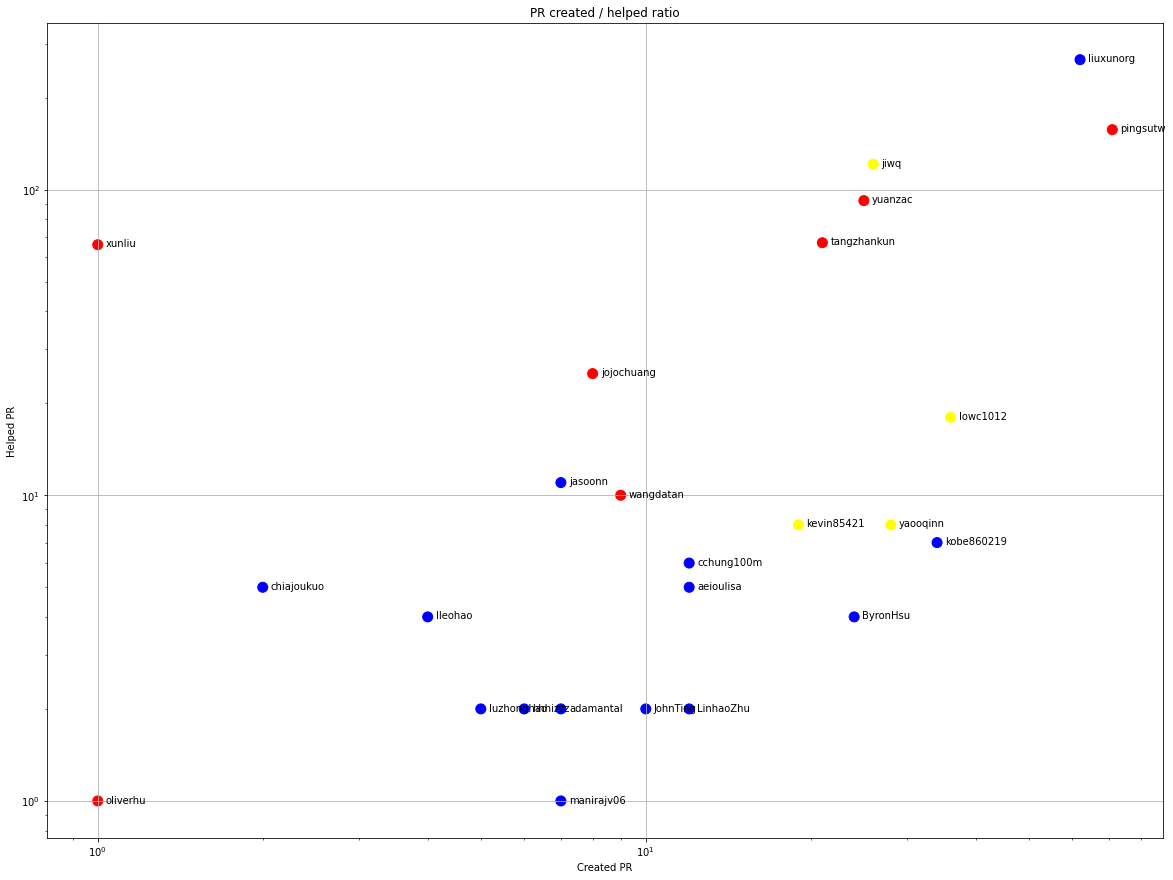 PR created / helped ratio
liuxunorg
pingsutw
jiwq
10²
yuanzac
tangzhankun
xunliu
jojochuang
Helped PR
lowc1012
jasoonn
10¹
wangdatan
kevin85421
yaooqinn
kobe860219
cchung100m
chiajoukuo
aeioulisa
lleohao
ByronHsu
adamantal
JohnTing
LinhaoZhu
10⁰
oliverhu
manirajv06
10⁰
10¹
Created PR